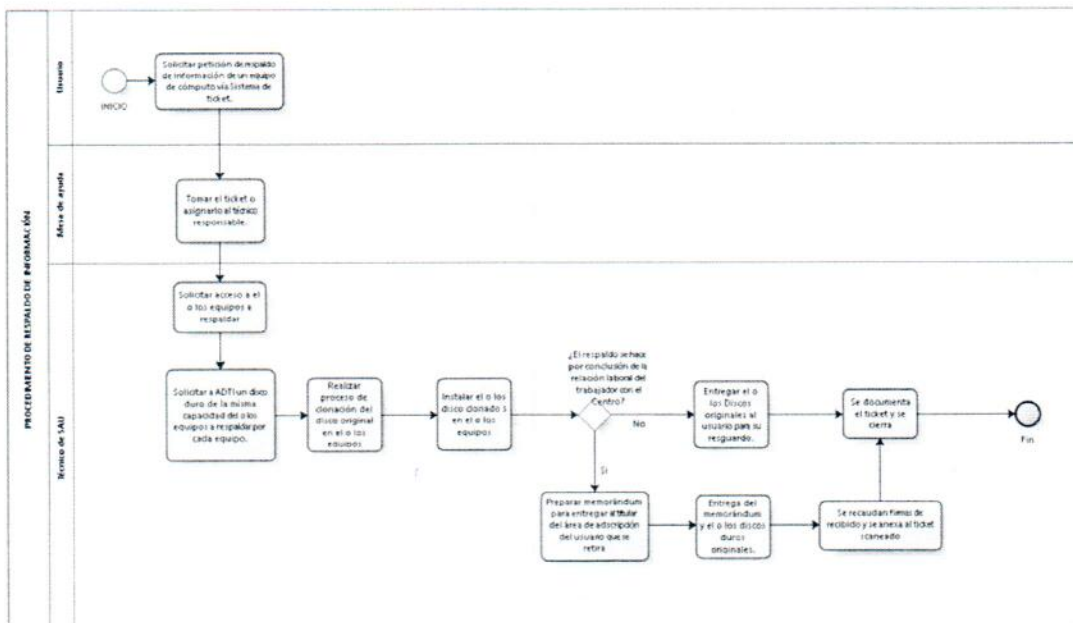 PROCEDIMIENTO DE RESPALDO DE INFORMACIÓN
Usuario
INICIO
Solicitar petición de respaldo
de información de un equipo
de cómputo vía Sistema de
ticket.
Mesa de ayuda
Tomar el ticket o
asignarlo al técnico
responsable.
Técnico de SAU
Solicitar acceso a el
o los equipos a
respaldar
Solicitar a ADTI un disco
duro de la misma
capacidad del o los
equipos a respaldar por
cada equipo.
Realizar
proceso de
clonación del
disco original
en el o los
equipos
Instalar el o los
disco clonado s
en el o los
equipos
¿El respaldo se hace
por conclusión de la
relación laboral del
trabajador con el
Centro?
No
Entregar el o
los Discos
originales al
usuario para su
resguardo.
Se documenta
el ticket y se
cierra
Fin
Si
Preparar memorándum
para entregar al titular
del área de adscripción
del usuario que se
retira
Entrega del
memorándum
y el o los discos
duros
originales.
Se recaudan firmas de
recibido y se anexa al ticket
scaneado